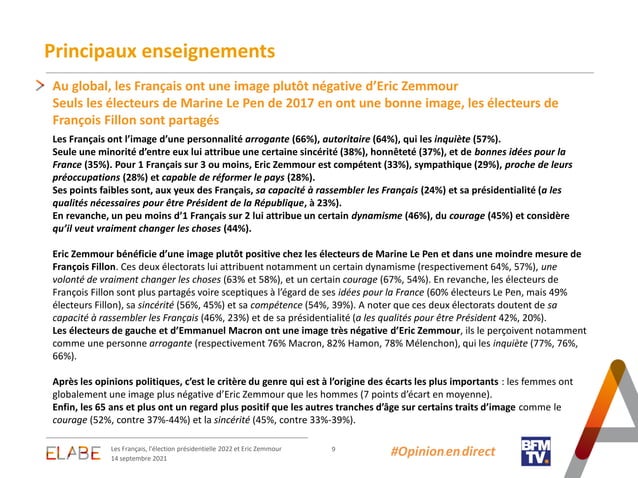 Principaux enseignements
Au global, les Français ont une image plutôt négative d’Eric Zemmour
Seuls les électeurs de Marine Le Pen de 2017 en ont une bonne image, les électeurs de
François Fillon sont partagés
Les Français ont l’image d’une personnalité arrogante (66%), autoritaire (64%), qui les inquiète (57%).
Seule une minorité d’entre eux lui attribue une certaine sincérité (38%), honnêteté (37%), et de bonnes idées pour la
France (35%). Pour 1 Français sur 3 ou moins, Eric Zemmour est compétent (33%), sympathique (29%), proche de leurs
préoccupations (28%) et capable de réformer le pays (28%).
Ses points faibles sont, aux yeux des Français, sa capacité à rassembler les Français (24%) et sa présidentialité (a les
qualités nécessaires pour être Président de la République, à 23%).
En revanche, un peu moins d’1 Français sur 2 lui attribue un certain dynamisme (46%), du courage (45%) et considère
qu’il veut vraiment changer les choses (44%).
Eric Zemmour bénéficie d’une image plutôt positive chez les électeurs de Marine Le Pen et dans une moindre mesure de
François Fillon. Ces deux électorats lui attribuent notamment un certain dynamisme (respectivement 64%, 57%), une
volonté de vraiment changer les choses (63% et 58%), et un certain courage (67%, 54%). En revanche, les électeurs de
François Fillon sont plus partagés voire sceptiques à l’égard de ses idées pour la France (60% électeurs Le Pen, mais 49%
électeurs Fillon), sa sincérité (56%, 45%) et sa compétence (54%, 39%). A noter que ces deux électorats doutent de sa
capacité à rassembler les Français (46%, 23%) et de sa présidentialité (a les qualités pour être Président 42%, 20%).
Les électeurs de gauche et d’Emmanuel Macron ont une image très négative d’Eric Zemmour, ils le perçoivent notamment
comme une personne arrogante (respectivement 76% Macron, 82% Hamon, 78% Mélenchon), qui les inquiète (77%, 76%,
66%).
Après les opinions politiques, c’est le critère du genre qui est à l’origine des écarts les plus importants : les femmes ont
globalement une image plus négative d’Eric Zemmour que les hommes (7 points d’écart en moyenne).
Enfin, les 65 ans et plus ont un regard plus positif que les autres tranches d’âge sur certains traits d’image comme le
courage (52%, contre 37%-44%) et la sincérité (45%, contre 33%-39%).
ELABE
Les Français, l'élection présidentielle 2022 et Eric Zemmour
14 septembre 2021
9
#Opinionendirect
BFM
TV.